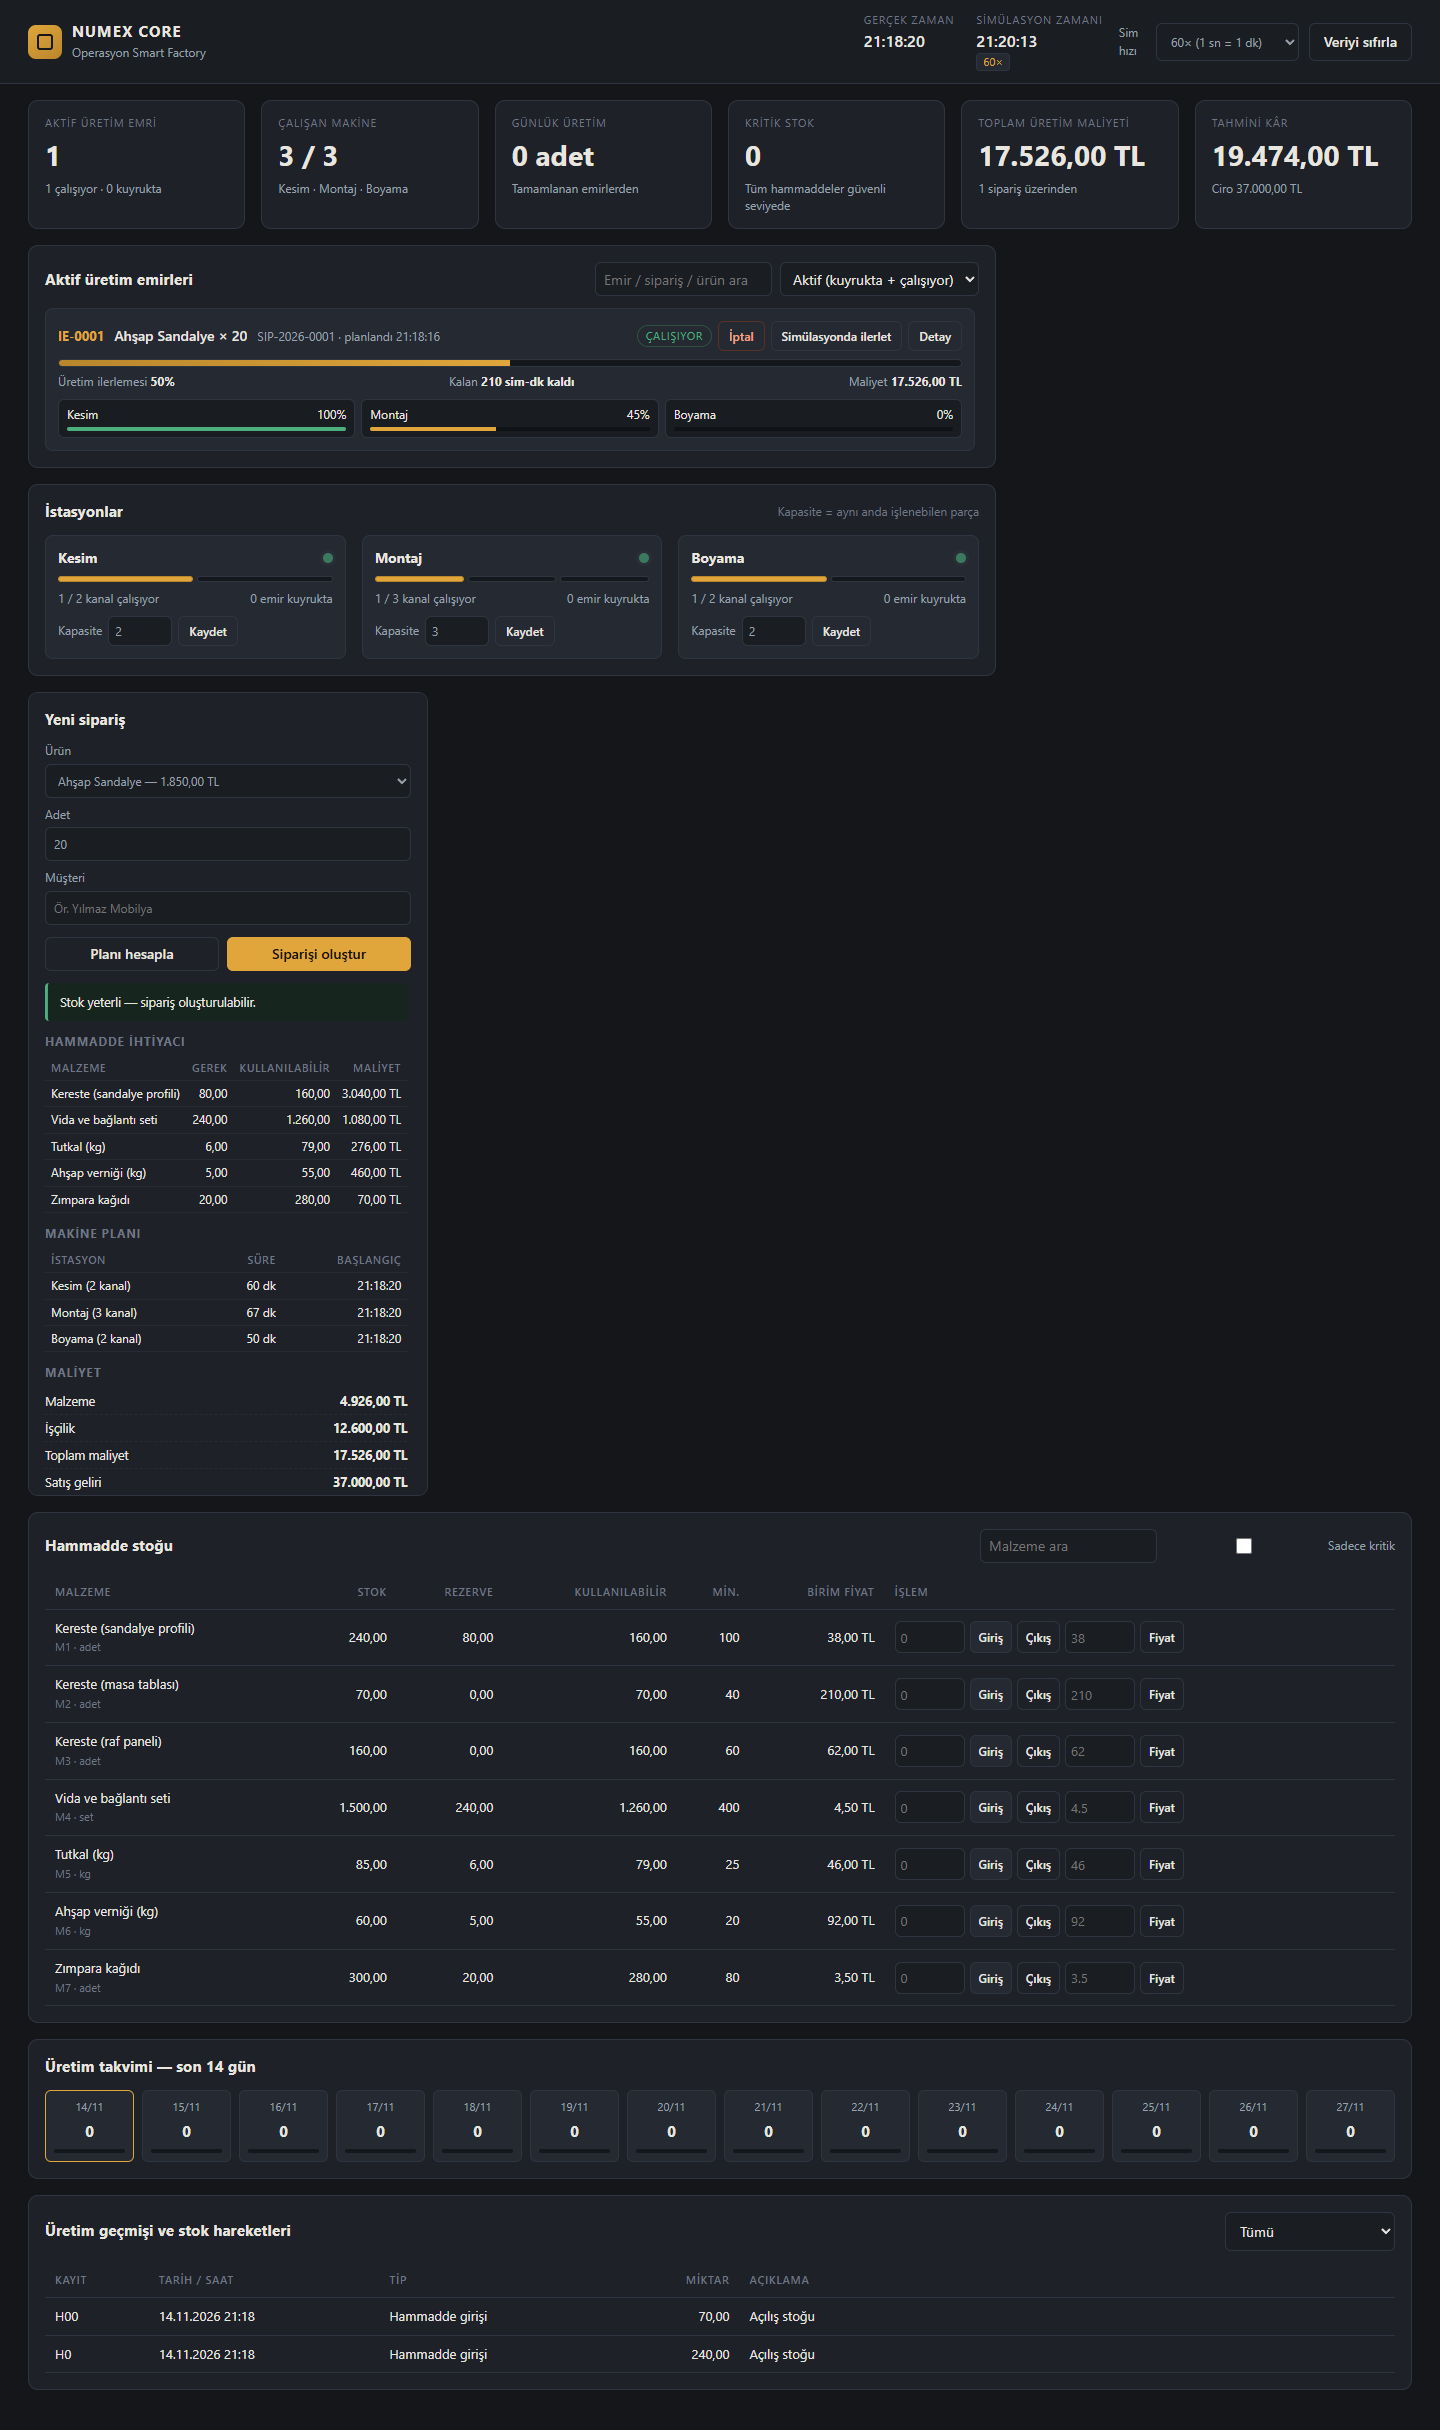 NUMEX CORE
Operasyon Smart Factory
GERÇEK ZAMAN
21:18:20
SİMÜLASYON ZAMANI
21:20:13
60×
Sim hızı
60× (1 sn = 1 dk)
Veriyi sıfırla
AKTİF ÜRETİM EMRİ
1
1 çalışıyor · 0 kuyrukta
ÇALIŞAN MAKİNE
3 / 3
Kesim · Montaj · Boyama
GÜNLÜK ÜRETİM
0 adet
Tamamlanan emirlerden
KRİTİK STOK
0
Tüm hammaddeler güvenli
seviyede
TOPLAM ÜRETİM MALİYETİ
17.526,00 TL
1 sipariş üzerinden
TAHMİNİ KÂR
19.474,00 TL
Ciro 37.000,00 TL
Aktif üretim emirleri
Emir / sipariş / ürün ara
Aktif (kuyrukta + çalışıyor)
IE-0001 Ahşap Sandalye × 20 SIP-2026-0001 · planlandı 21:18:16
ÇALIŞIYOR İptal Simülasyonda ilerlet Detay
Üretim ilerlemesi 50% Kalan 210 sim-dk kaldı Maliyet 17.526,00 TL
Kesim 100% Montaj 45% Boyama 0%
İstasyonlar
Kapasite = aynı anda işlenebilen parça
Kesim
1 / 2 kanal çalışıyor 0 emir kuyrukta
Kapasite 2 Kaydet
Montaj
1 / 3 kanal çalışıyor 0 emir kuyrukta
Kapasite 3 Kaydet
Boyama
1 / 2 kanal çalışıyor 0 emir kuyrukta
Kapasite 2 Kaydet
Yeni sipariş
Ürün
Ahşap Sandalye — 1.850,00 TL
Adet
20
Müşteri
Ör. Yılmaz Mobilya
Planı hesapla Siparişi oluştur
Stok yeterli — sipariş oluşturulabilir.
HAMMADDE İHTİYACI
MALZEME GEREK KULLANILABİLİR MALİYET
Kereste (sandalye profili) 80,00 160,00 3.040,00 TL
Vida ve bağlantı seti 240,00 1.260,00 1.080,00 TL
Tutkal (kg) 6,00 79,00 276,00 TL
Ahşap verniği (kg) 5,00 55,00 460,00 TL
Zımpara kağıdı 20,00 280,00 70,00 TL
MAKİNE PLANI
İSTASYON SÜRE BAŞLANGIÇ
Kesim (2 kanal) 60 dk 21:18:20
Montaj (3 kanal) 67 dk 21:18:20
Boyama (2 kanal) 50 dk 21:18:20
MALİYET
Malzeme 4.926,00 TL
İşçilik 12.600,00 TL
Toplam maliyet 17.526,00 TL
Satış geliri 37.000,00 TL
Hammadde stoğu
Malzeme ara
Sadece kritik
MALZEME STOK REZERVE KULLANILABİLİR MİN. BİRİM FİYAT İŞLEM
Kereste (sandalye profili) 240,00 80,00 160,00 100 38,00 TL 0 Giriş Çıkış 38 Fiyat
M1 · adet
Kereste (masa tablası) 70,00 0,00 70,00 40 210,00 TL 0 Giriş Çıkış 210 Fiyat
M2 · adet
Kereste (raf paneli) 160,00 0,00 160,00 60 62,00 TL 0 Giriş Çıkış 62 Fiyat
M3 · adet
Vida ve bağlantı seti 1.500,00 240,00 1.260,00 400 4,50 TL 0 Giriş Çıkış 4.5 Fiyat
M4 · set
Tutkal (kg) 85,00 6,00 79,00 25 46,00 TL 0 Giriş Çıkış 46 Fiyat
M5 · kg
Ahşap verniği (kg) 60,00 5,00 55,00 20 92,00 TL 0 Giriş Çıkış 92 Fiyat
M6 · kg
Zımpara kağıdı 300,00 20,00 280,00 80 3,50 TL 0 Giriş Çıkış 3.5 Fiyat
M7 · adet
Üretim takvimi — son 14 gün
14/11 15/11 16/11 17/11 18/11 19/11 20/11 21/11 22/11 23/11 24/11 25/11 26/11 27/11
0 0 0 0 0 0 0 0 0 0 0 0 0 0
Üretim geçmişi ve stok hareketleri
Tümü
KAYIT TARİH / SAAT TİP MİKTAR AÇIKLAMA
H00 14.11.2026 21:18 Hammadde girişi 70,00 Açılış stoğu
H0 14.11.2026 21:18 Hammadde girişi 240,00 Açılış stoğu